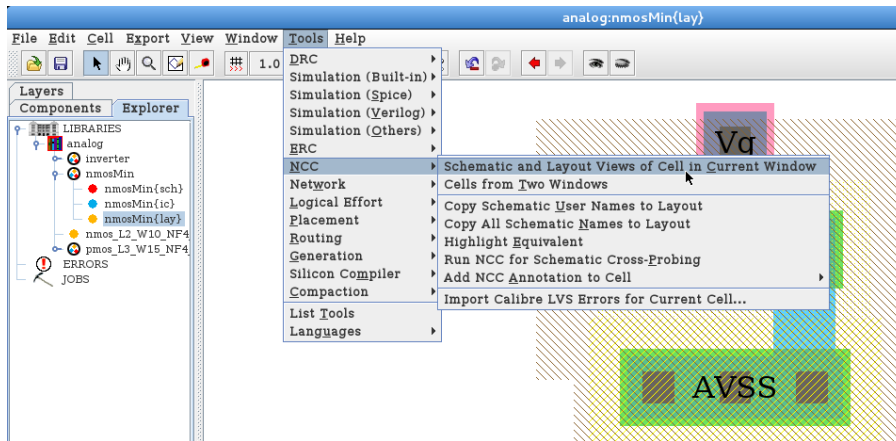 analog:nmosMin{lay}
File Edit Cell Export View Window Tools Help
1.0
Layers
Components Explorer
LIBRARIES
analog
inverter
nmosMin
nmosMin{sch}
nmosMin{ic}
nmosMin{lay}
nmos_L2_W10_NF4
pmos_L3_W15_NF4
ERRORS
JOBS
DRC
Simulation (Built-in)
Simulation (Spice)
Simulation (Verilog)
Simulation (Others)
ERC
NCC
Network
Logical Effort
Placement
Routing
Generation
Silicon Compiler
Compaction
List Tools
Languages
Schematic and Layout Views of Cell in Current Window
Cells from Two Windows
Copy Schematic User Names to Layout
Copy All Schematic Names to Layout
Highlight Equivalent
Run NCC for Schematic Cross-Probing
Add NCC Annotation to Cell
Import Calibre LVS Errors for Current Cell...
Vg
AVSS